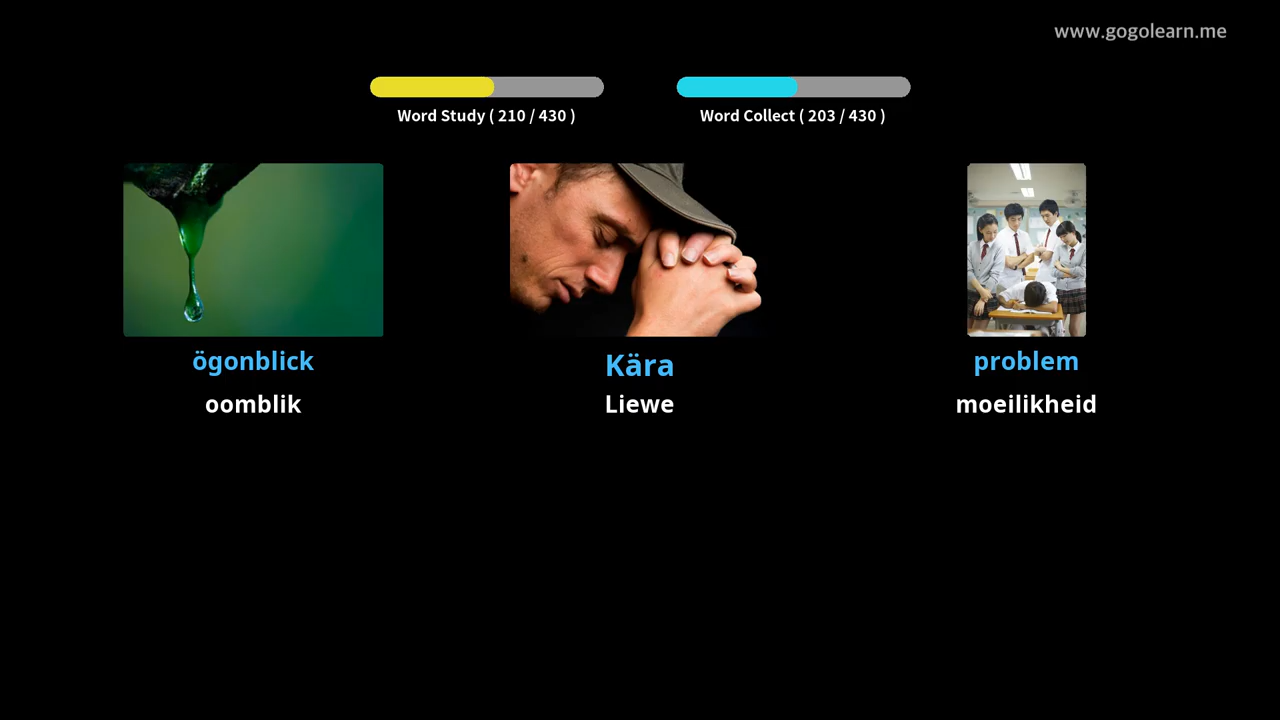 www.gogolearn.me
Word Study ( 210 / 430 )
Word Collect ( 203 / 430 )
ögonblick
oomblik
Kära
Liewe
problem
moeilikheid